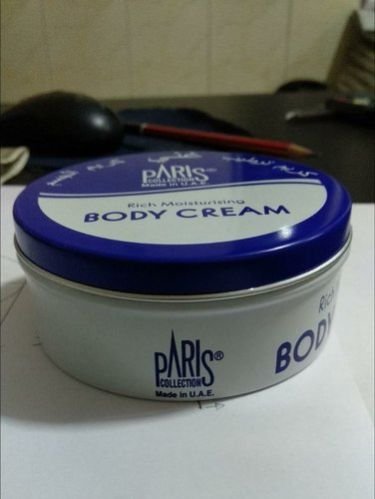 PARIS
COLLECTION®
Made in U.A.E.
Rich Moisturising
BODY CREAM
PARIS®
COLLECTION
Made in U.A.E.
Rich
BODY